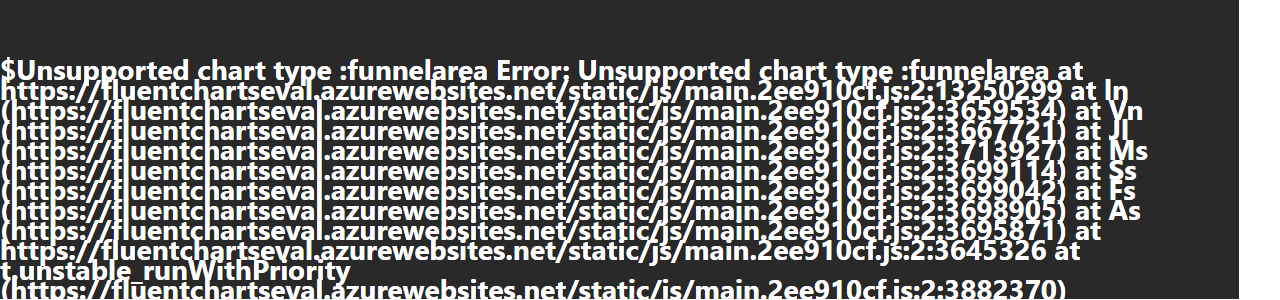 $Unsupported chart type :funnelarea Error: Unsupported chart type :funnelarea at
https://fluentchartseval.azurewebsites.net/static/js/main.2ee910cf.js:2:13250299 at In
(https://fluentchartseval.azurewebsites.net/static/js/main.2ee910cf.js:2:3659534) at Vn
(https://fluentchartseval.azurewebsites.net/static/js/main.2ee910cf.js:2:3667721) at Jl
(https://fluentchartseval.azurewebsites.net/static/js/main.2ee910cf.js:2:3713927) at Ms
(https://fluentchartseval.azurewebsites.net/static/js/main.2ee910cf.js:2:3699114) at Ss
(https://fluentchartseval.azurewebsites.net/static/js/main.2ee910cf.js:2:3699042) at Es
(https://fluentchartseval.azurewebsites.net/static/js/main.2ee910cf.js:2:3698905) at As
(https://fluentchartseval.azurewebsites.net/static/js/main.2ee910cf.js:2:3695871) at
https://fluentchartseval.azurewebsites.net/static/js/main.2ee910cf.js:2:3645326 at
t.unstable_runWithPriority
(https://fluentchartseval.azurewebsites.net/static/js/main.2ee910cf.js:2:3882370)